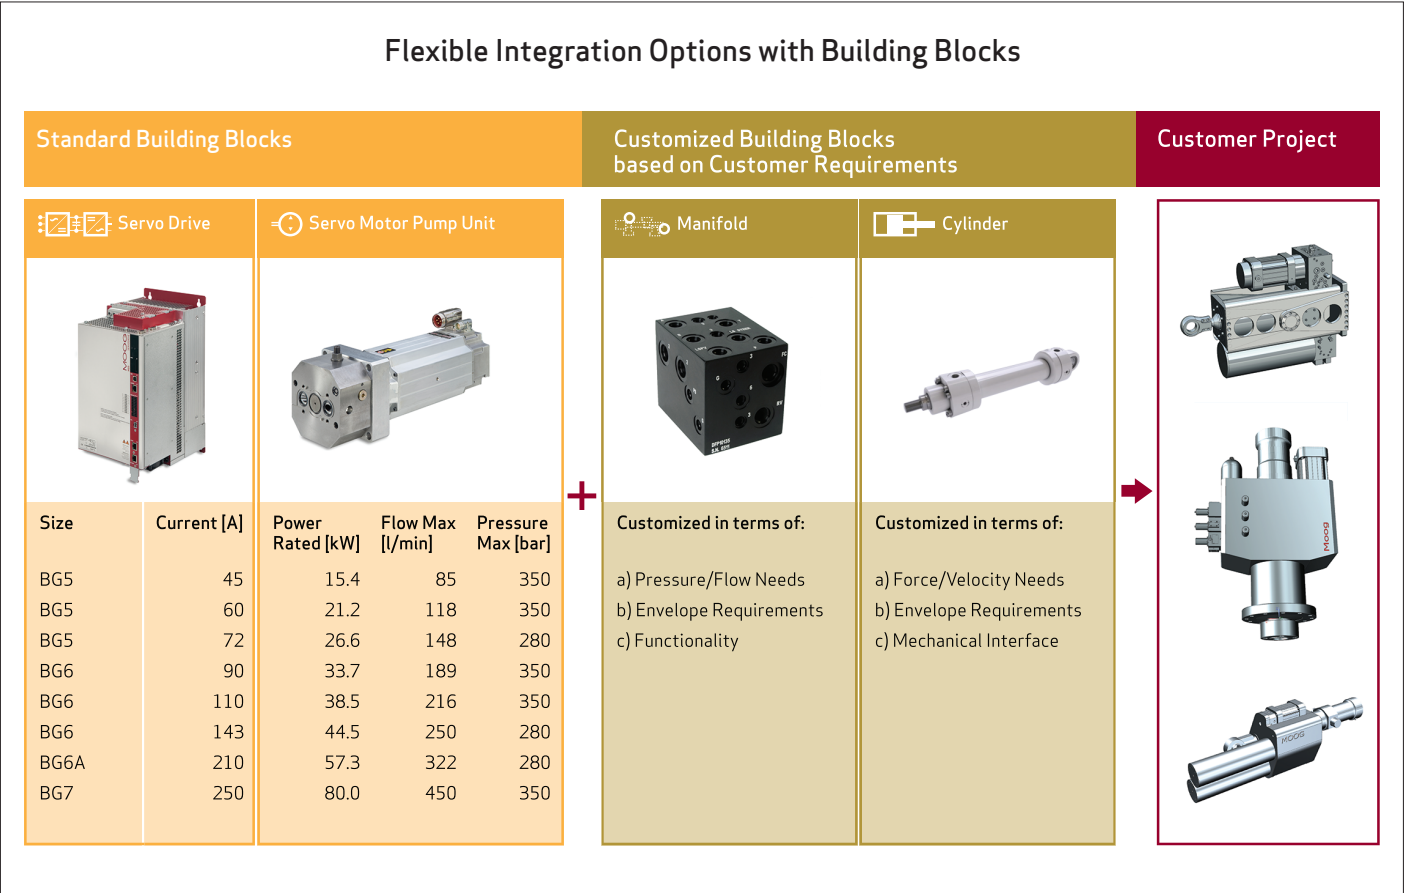 Flexible Integration Options with Building Blocks
Standard Building Blocks
Customized Building Blocks
based on Customer Requirements
Customer Project
Servo Drive
Servo Motor Pump Unit
Manifold
Cylinder
MOOG
Moog
MOOG
Size Current [A] Power Rated [kW] Flow Max [l/min] Pressure Max [bar]
BG5 45 15.4 85 350
BG5 60 21.2 118 350
BG5 72 26.6 148 280
BG6 90 33.7 189 350
BG6 110 38.5 216 350
BG6 143 44.5 250 280
BG6A 210 57.3 322 280
BG7 250 80.0 450 350
Customized in terms of:
a) Pressure/Flow Needs
b) Envelope Requirements
c) Functionality
Customized in terms of:
a) Force/Velocity Needs
b) Envelope Requirements
c) Mechanical Interface